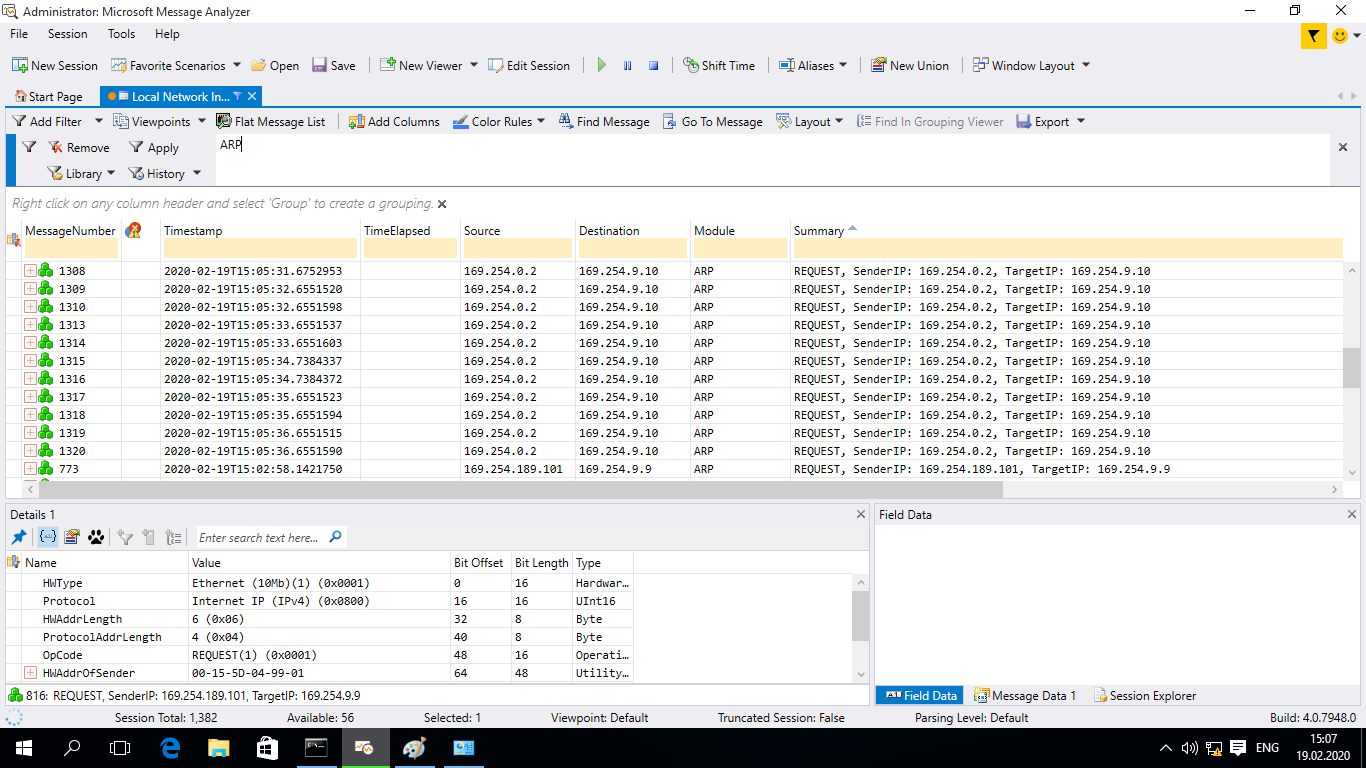 Administrator: Microsoft Message Analyzer
File Session Tools Help
New Session Favorite Scenarios Open Save New Viewer Edit Session Shift Time Aliases New Union Window Layout
Start Page Local Network In...
Add Filter Viewpoints Flat Message List Add Columns Color Rules Find Message Go To Message Layout Find In Grouping Viewer Export
Remove Apply ARP
Library History
Right click on any column header and select 'Group' to create a grouping.
MessageNumber Timestamp TimeElapsed Source Destination Module Summary
1308 2020-02-19T15:05:31.6752953 169.254.0.2 169.254.9.10 ARP REQUEST, SenderIP: 169.254.0.2, TargetIP: 169.254.9.10
1309 2020-02-19T15:05:32.6551520 169.254.0.2 169.254.9.10 ARP REQUEST, SenderIP: 169.254.0.2, TargetIP: 169.254.9.10
1310 2020-02-19T15:05:32.6551598 169.254.0.2 169.254.9.10 ARP REQUEST, SenderIP: 169.254.0.2, TargetIP: 169.254.9.10
1313 2020-02-19T15:05:33.6551537 169.254.0.2 169.254.9.10 ARP REQUEST, SenderIP: 169.254.0.2, TargetIP: 169.254.9.10
1314 2020-02-19T15:05:33.6551603 169.254.0.2 169.254.9.10 ARP REQUEST, SenderIP: 169.254.0.2, TargetIP: 169.254.9.10
1315 2020-02-19T15:05:34.7384337 169.254.0.2 169.254.9.10 ARP REQUEST, SenderIP: 169.254.0.2, TargetIP: 169.254.9.10
1316 2020-02-19T15:05:34.7384372 169.254.0.2 169.254.9.10 ARP REQUEST, SenderIP: 169.254.0.2, TargetIP: 169.254.9.10
1317 2020-02-19T15:05:35.6551523 169.254.0.2 169.254.9.10 ARP REQUEST, SenderIP: 169.254.0.2, TargetIP: 169.254.9.10
1318 2020-02-19T15:05:35.6551594 169.254.0.2 169.254.9.10 ARP REQUEST, SenderIP: 169.254.0.2, TargetIP: 169.254.9.10
1319 2020-02-19T15:05:36.6551515 169.254.0.2 169.254.9.10 ARP REQUEST, SenderIP: 169.254.0.2, TargetIP: 169.254.9.10
1320 2020-02-19T15:05:36.6551590 169.254.0.2 169.254.9.10 ARP REQUEST, SenderIP: 169.254.0.2, TargetIP: 169.254.9.10
773 2020-02-19T15:02:58.1421750 169.254.189.101 169.254.9.9 ARP REQUEST, SenderIP: 169.254.189.101, TargetIP: 169.254.9.9
Details 1 Field Data
Enter search text here...
Name Value Bit Offset Bit Length Type
HWType Ethernet (10Mb)(1) (0x0001) 0 16 Hardwar...
Protocol Internet IP (IPv4) (0x0800) 16 16 UInt16
HWAddrLength 6 (0x06) 32 8 Byte
ProtocolAddrLength 4 (0x04) 40 8 Byte
OpCode REQUEST(1) (0x0001) 48 16 Operati...
HWAddrOfSender 00-15-5D-04-99-01 64 48 Utility...
816: REQUEST, SenderIP: 169.254.189.101, TargetIP: 169.254.9.9 Field Data Message Data 1 Session Explorer
Session Total: 1,382 Available: 56 Selected: 1 Viewpoint: Default Truncated Session: False Parsing Level: Default Build: 4.0.7948.0
ENG 15:07
19.02.2020